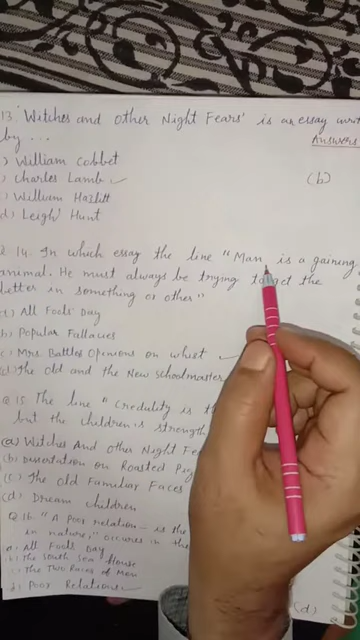 13. 'Witches and Other Night Fears' is an essay writ
by ...
Answers
) William Cobbet
) Charles Lamb ✓
(b)
) William Hazlitt
d) Leigh Hunt
Q. 14. In which essay the line "Man is a gaining
animal. He must always be trying to get the
better in something or other"
(a) All Fools' Day
(b) Popular Fallacies
(c) Mrs. Battles Opinions on whist ✓
(d) The Old and the New Schoolmaster
Q. 15. The line "Credulity is th
but the children's strength
(a) Witches And Other Night Fe
(b) Dissertation on Roasted Pig
(c) The Old Familiar Faces
(d) Dream Children
Q. 16. "A Poor relation - is the
in nature," occures in the
a. All Fools Day
b. The South Sea House
c. The Two Races of Men
d) Poor Relations ✓
(d)